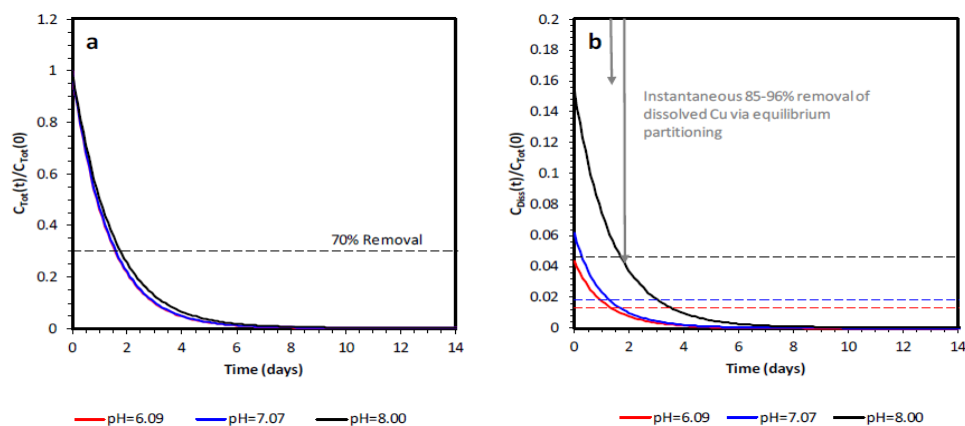 a
1.2
1
0.8
0.6
0.4
0.2
0
C_Tot(t)/C_Tot(0)
70% Removal
0 2 4 6 8 10 12 14
Time (days)
pH=6.09 pH=7.07 pH=8.00
b
0.2
0.18
0.16
0.14
0.12
0.1
0.08
0.06
0.04
0.02
0
C_Diss(t)/C_Tot(0)
Instantaneous 85-96% removal of
dissolved Cu via equilibrium
partitioning
0 2 4 6 8 10 12 14
Time (days)
pH=6.09 pH=7.07 pH=8.00